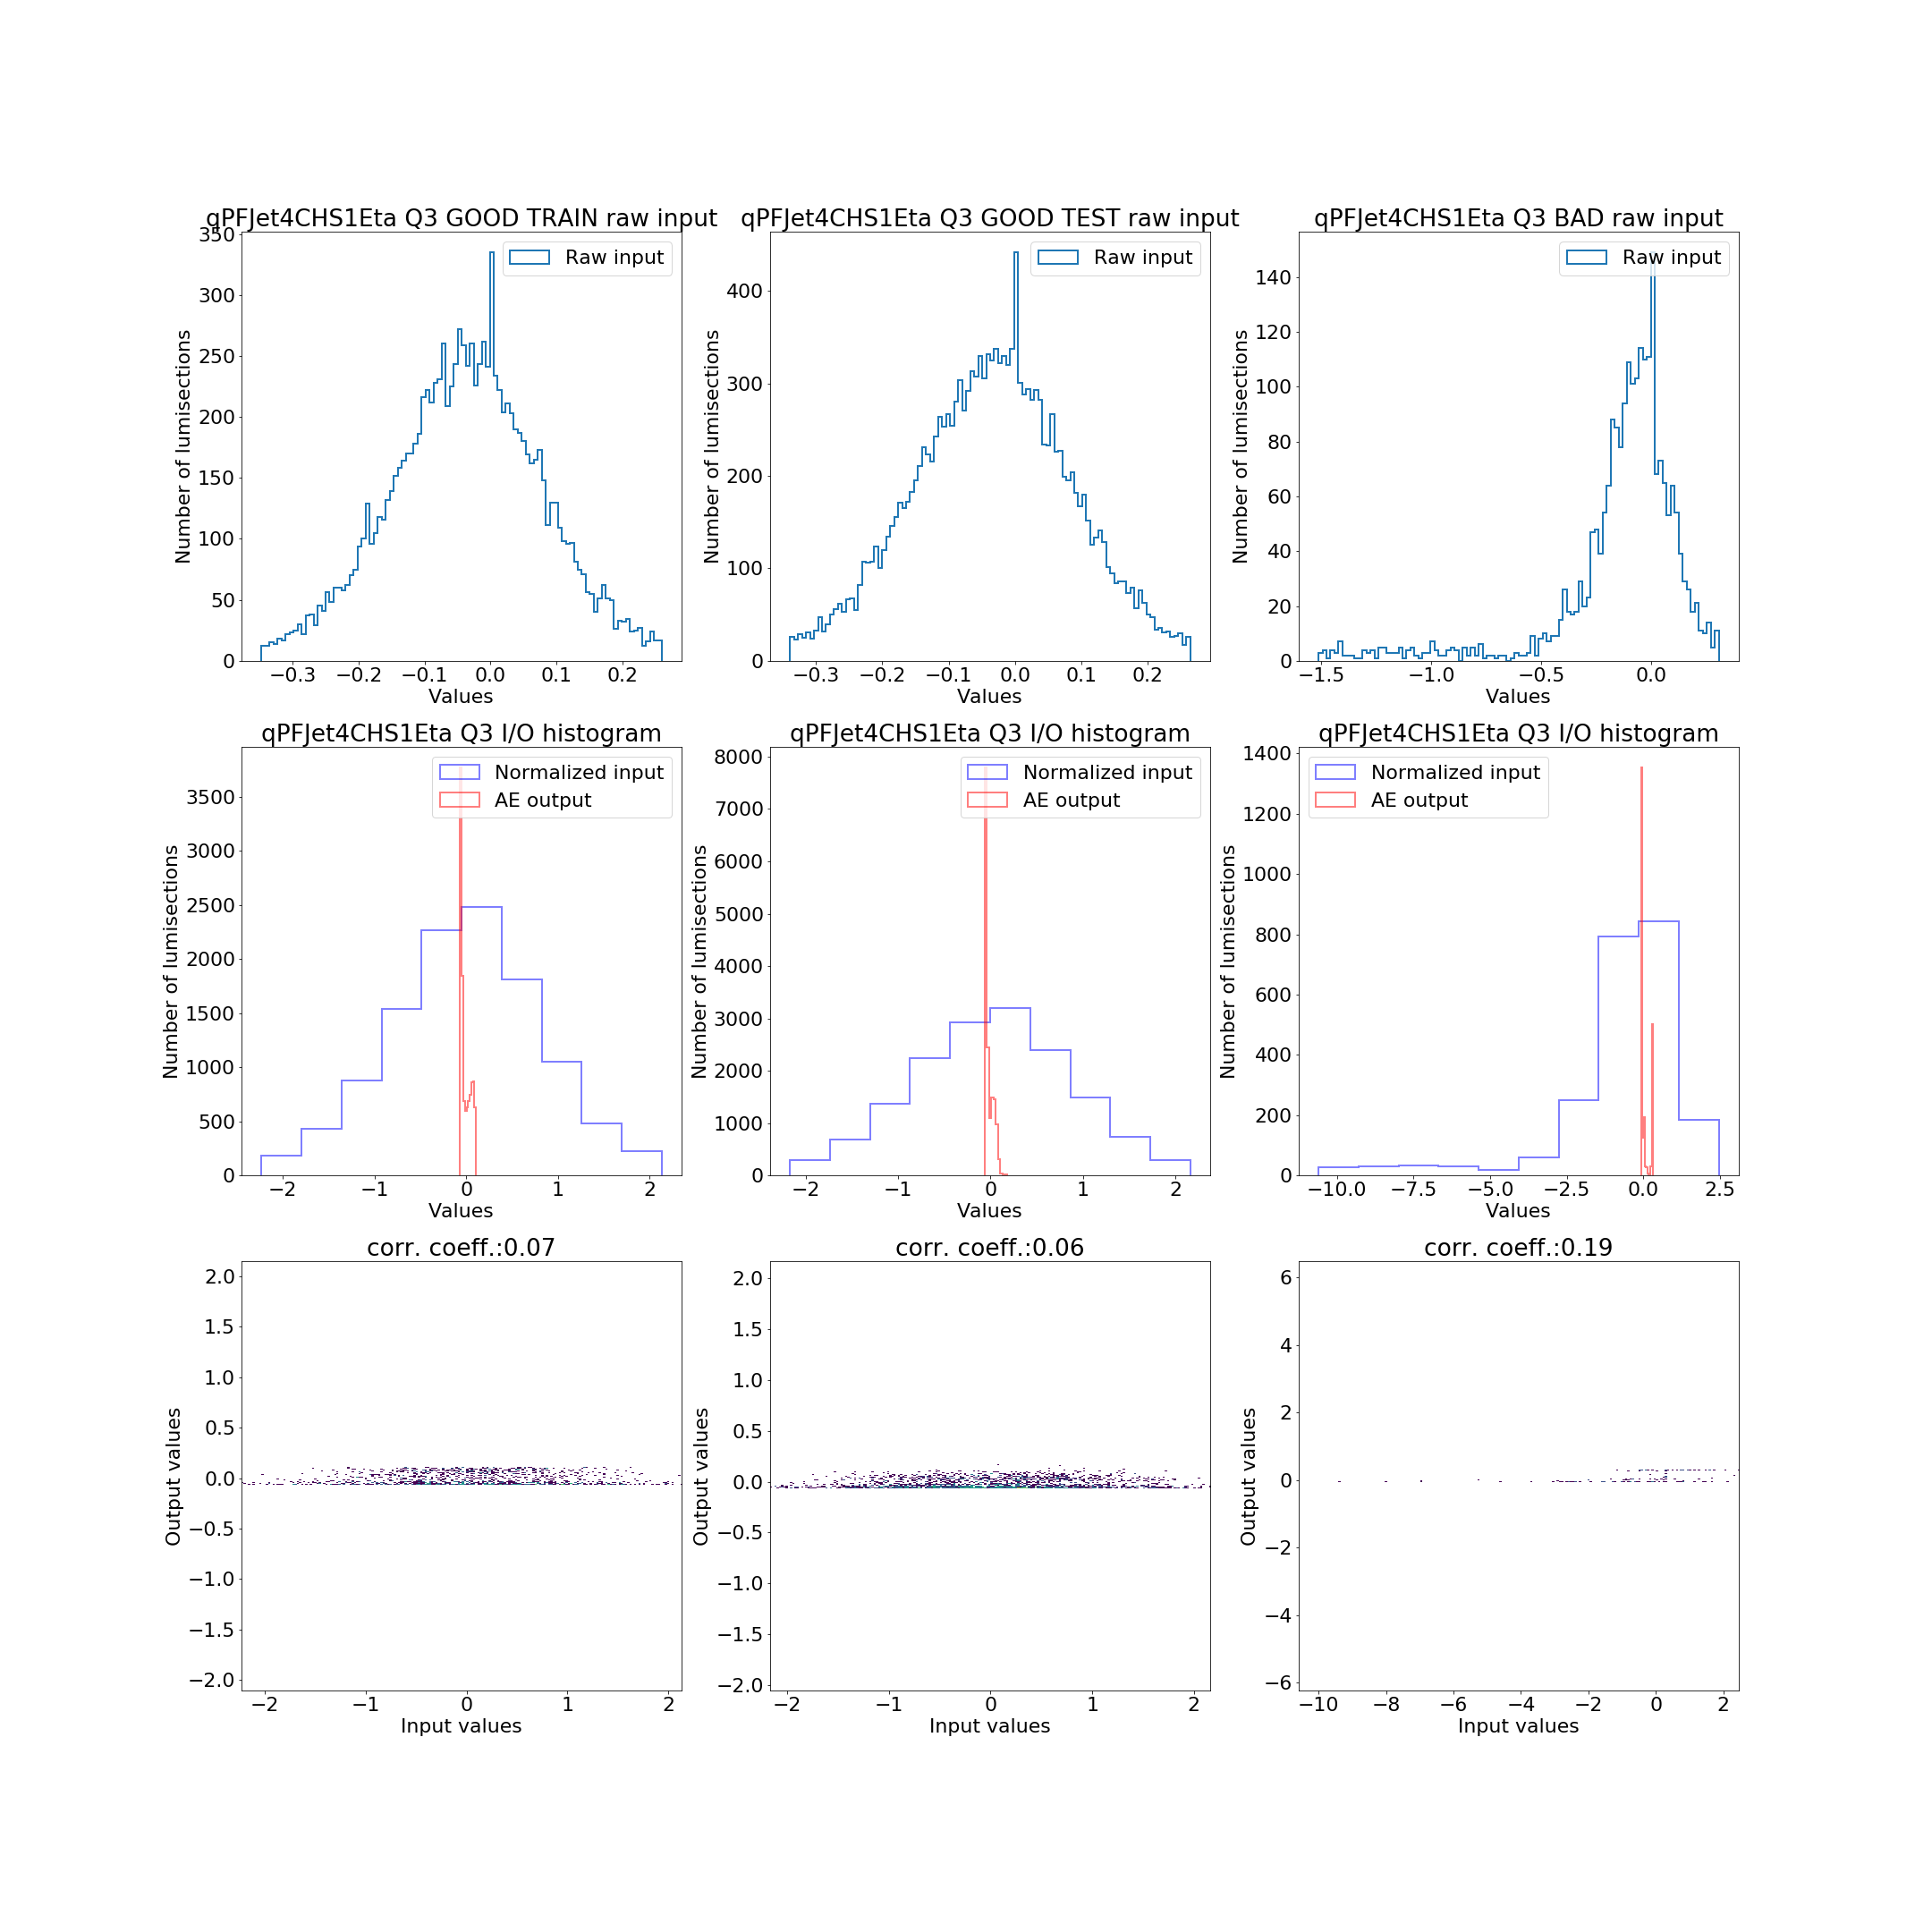 qPFJet4CHS1Eta Q3 GOOD TRAIN raw input
350
300
250
200
150
100
50
0
Number of lumisections
Raw input
−0.3 −0.2 −0.1 0.0 0.1 0.2
Values
qPFJet4CHS1Eta Q3 GOOD TEST raw input
400
300
200
100
0
Number of lumisections
Raw input
−0.3 −0.2 −0.1 0.0 0.1 0.2
Values
qPFJet4CHS1Eta Q3 BAD raw input
140
120
100
80
60
40
20
0
Number of lumisections
Raw input
−1.5 −1.0 −0.5 0.0
Values
qPFJet4CHS1Eta Q3 I/O histogram
3500
3000
2500
2000
1500
1000
500
0
Number of lumisections
Normalized input
AE output
−2 −1 0 1 2
Values
qPFJet4CHS1Eta Q3 I/O histogram
8000
7000
6000
5000
4000
3000
2000
1000
0
Number of lumisections
Normalized input
AE output
−2 −1 0 1 2
Values
qPFJet4CHS1Eta Q3 I/O histogram
1400
1200
1000
800
600
400
200
0
Number of lumisections
Normalized input
AE output
−10.0 −7.5 −5.0 −2.5 0.0 2.5
Values
corr. coeff.:0.07
2.0
1.5
1.0
0.5
0.0
−0.5
−1.0
−1.5
−2.0
Output values
−2 −1 0 1 2
Input values
corr. coeff.:0.06
2.0
1.5
1.0
0.5
0.0
−0.5
−1.0
−1.5
−2.0
Output values
−2 −1 0 1 2
Input values
corr. coeff.:0.19
6
4
2
0
−2
−4
−6
Output values
−10 −8 −6 −4 −2 0 2
Input values